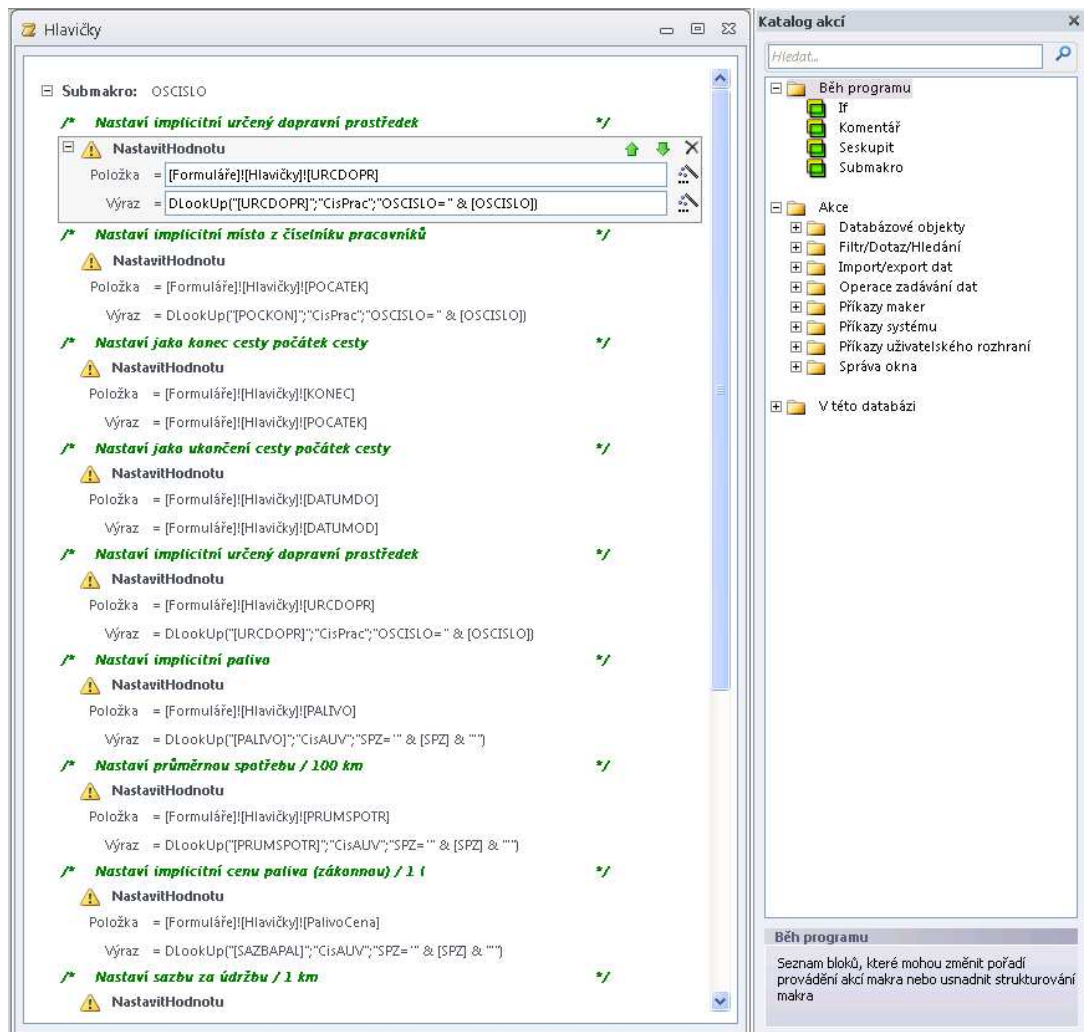 Hlavičky
Submakro: OSCISLO
/* Nastaví implicitní určený dopravní prostředek */
NastavitHodnotu
Položka = [Formuláře]![Hlavičky]![URCDOPR]
Výraz = DLookUp("[URCDOPR]";"CisPrac";"OSCISLO=" & [OSCISLO])
/* Nastaví implicitní místo z číselníku pracovníků */
NastavitHodnotu
Položka = [Formuláře]![Hlavičky]![POCATEK]
Výraz = DLookUp("[POCKON]";"CisPrac";"OSCISLO=" & [OSCISLO])
/* Nastaví jako konec cesty počátek cesty */
NastavitHodnotu
Položka = [Formuláře]![Hlavičky]![KONEC]
Výraz = [Formuláře]![Hlavičky]![POCATEK]
/* Nastaví jako ukončení cesty počátek cesty */
NastavitHodnotu
Položka = [Formuláře]![Hlavičky]![DATUMDO]
Výraz = [Formuláře]![Hlavičky]![DATUMOD]
/* Nastaví implicitní určený dopravní prostředek */
NastavitHodnotu
Položka = [Formuláře]![Hlavičky]![URCDOPR]
Výraz = DLookUp("[URCDOPR]";"CisPrac";"OSCISLO=" & [OSCISLO])
/* Nastaví implicitní palivo */
NastavitHodnotu
Položka = [Formuláře]![Hlavičky]![PALIVO]
Výraz = DLookUp("[PALIVO]";"CisAUV";"SPZ='" & [SPZ] & "'")
/* Nastaví průměrnou spotřebu / 100 km */
NastavitHodnotu
Položka = [Formuláře]![Hlavičky]![PRUMSPOTR]
Výraz = DLookUp("[PRUMSPOTR]";"CisAUV";"SPZ='" & [SPZ] & "'")
/* Nastaví implicitní cenu paliva (zákonnou) / 1 l */
NastavitHodnotu
Položka = [Formuláře]![Hlavičky]![PalivoCena]
Výraz = DLookUp("[SAZBAPAL]";"CisAUV";"SPZ='" & [SPZ] & "'")
/* Nastaví sazbu za údržbu / 1 km */
NastavitHodnotu
Katalog akcí
Hledat...
Běh programu
If
Komentář
Seskupit
Submakro
Akce
Databázové objekty
Filtr/Dotaz/Hledání
Import/export dat
Operace zadávání dat
Příkazy maker
Příkazy systému
Příkazy uživatelského rozhraní
Správa okna
V této databázi
Běh programu
Seznam bloků, které mohou změnit pořadí
provádění akcí makra nebo usnadnit strukturování
makra